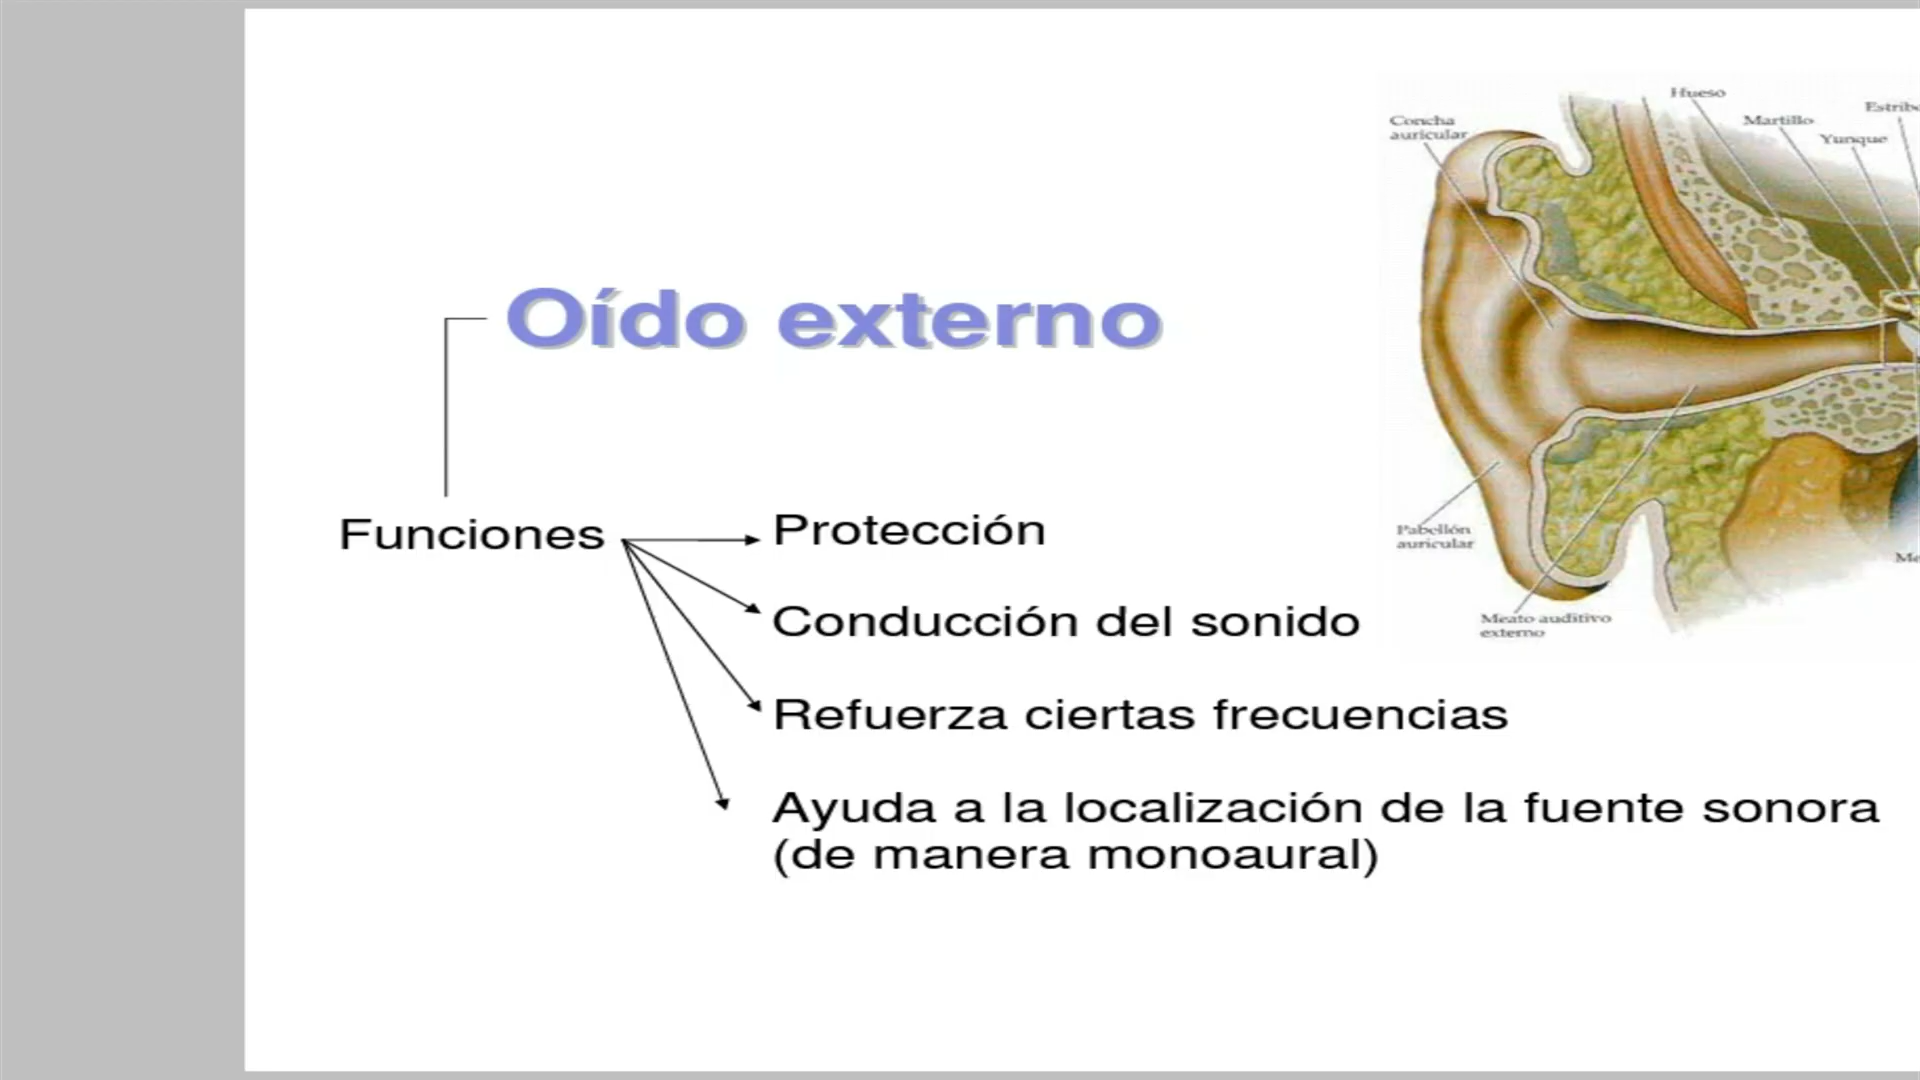 Hueso
Estribo
Concha
auricular
Martillo
Yunque
Oído externo
Funciones
Protección
Pabellón
auricular
Conducción del sonido
Meato auditivo
externo
Refuerza ciertas frecuencias
Ayuda a la localización de la fuente sonora
(de manera monoaural)